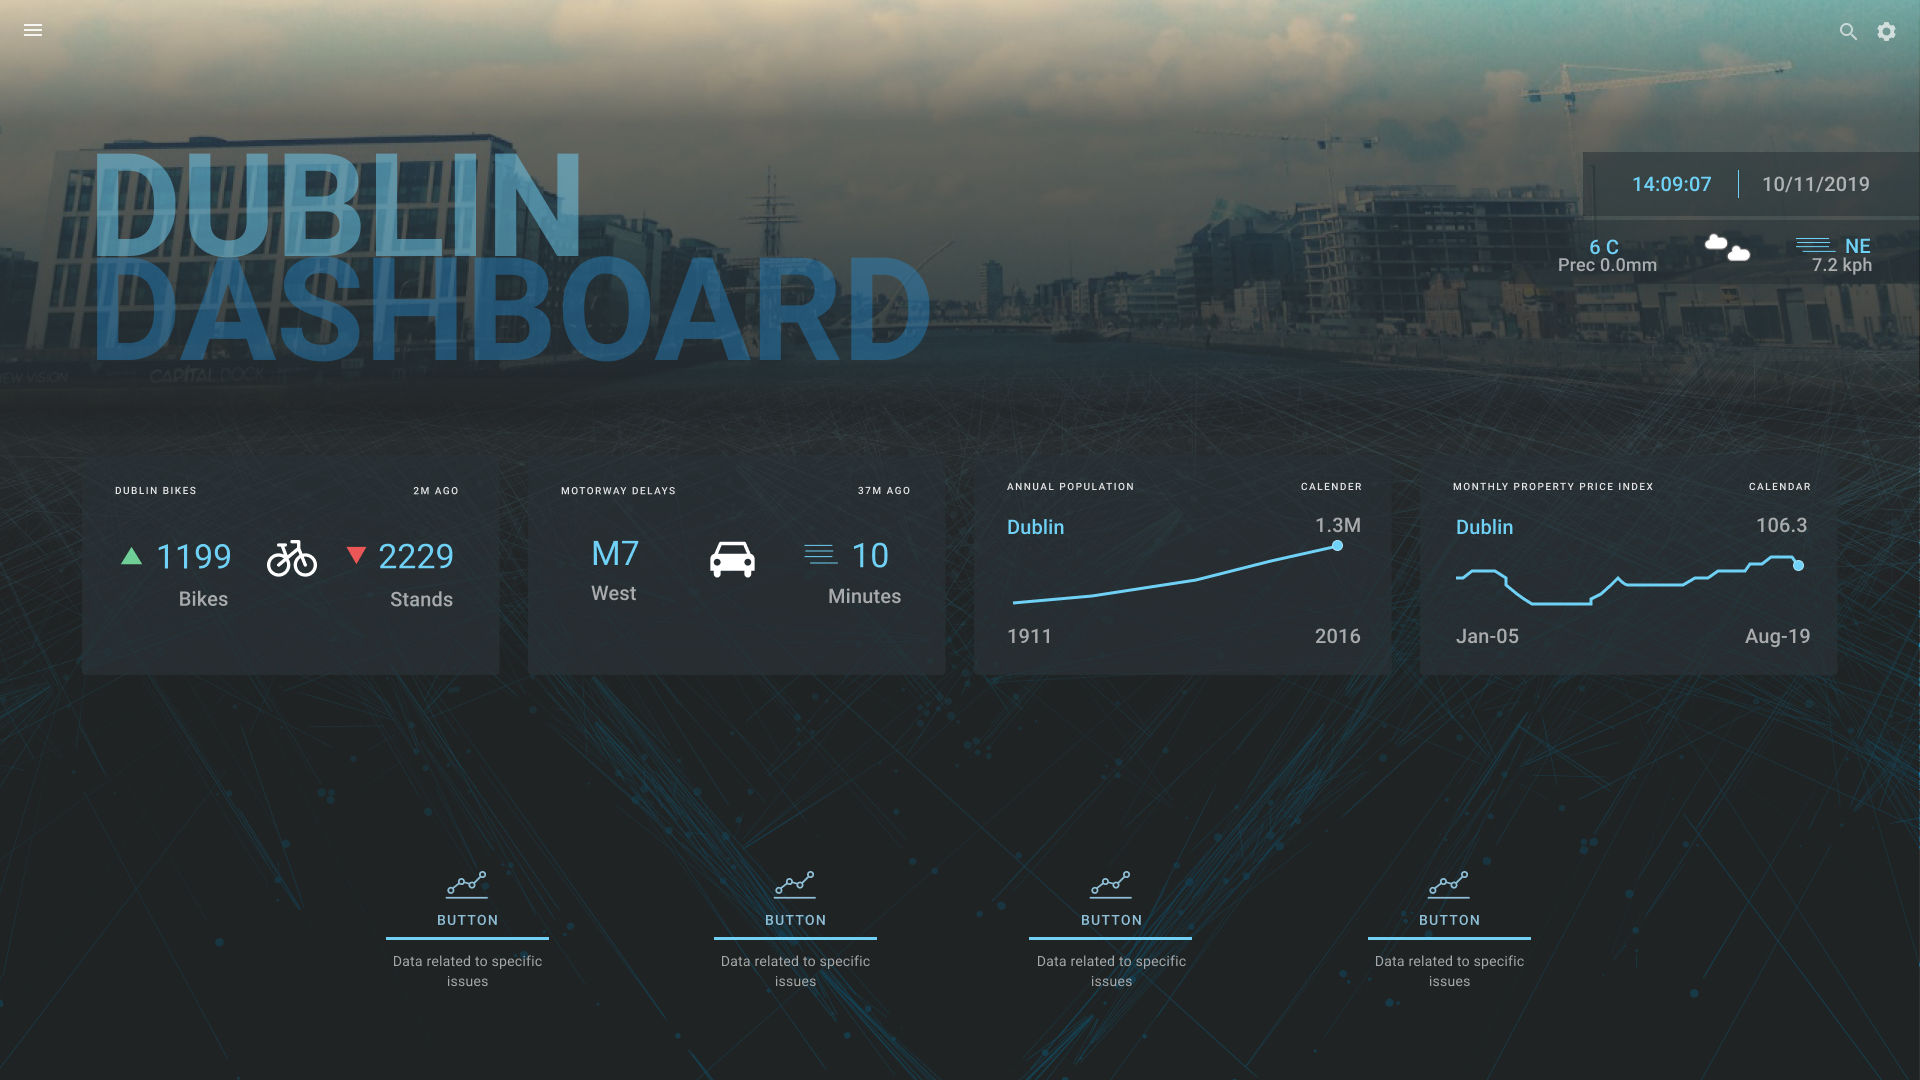 DUBLIN
DASHBOARD
14:09:07
10/11/2019
6 C
Prec 0.0mm
NE
7.2 kph
CAPITAL DOCK
DUBLIN BIKES
2M AGO
1199
Bikes
2229
Stands
MOTORWAY DELAYS
37M AGO
M7
West
10
Minutes
ANNUAL POPULATION
CALENDER
Dublin
1.3M
1911
2016
MONTHLY PROPERTY PRICE INDEX
CALENDAR
Dublin
106.3
Jan-05
Aug-19
BUTTON
Data related to specific
issues
BUTTON
Data related to specific
issues
BUTTON
Data related to specific
issues
BUTTON
Data related to specific
issues